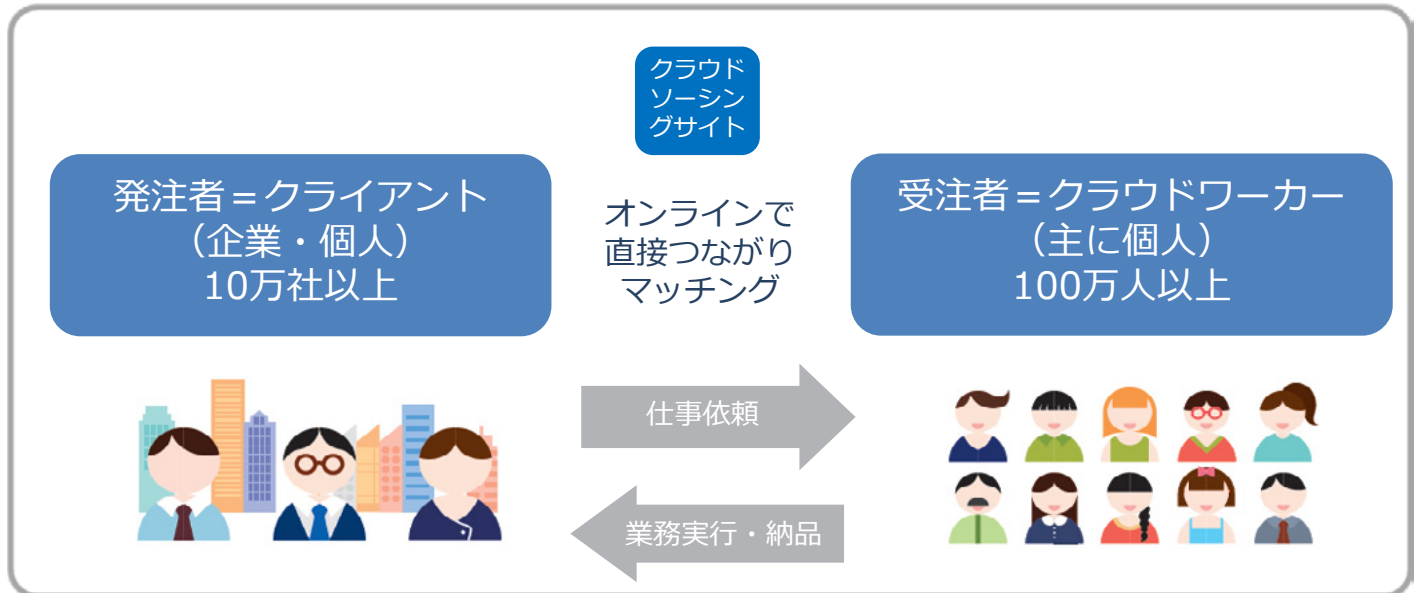 クラウド
ソーシン
グサイト
発注者＝クライアント
（企業・個人）
10万社以上
オンラインで
直接つながり
マッチング
受注者＝クラウドワーカー
（主に個人）
100万人以上
仕事依頼
業務実行・納品